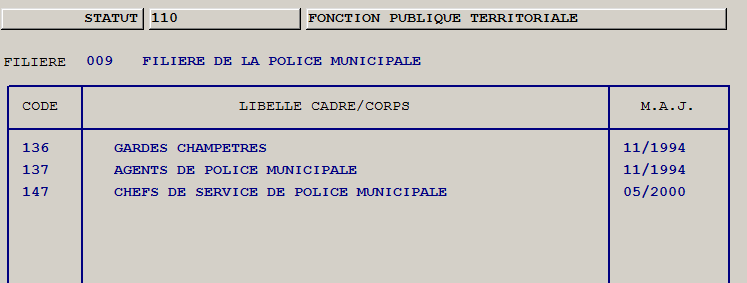 STATUT 110 FONCTION PUBLIQUE TERRITORIALE
FILIERE 009 FILIERE DE LA POLICE MUNICIPALE
CODE LIBELLE CADRE/CORPS M.A.J.
136 GARDES CHAMPETRES 11/1994
137 AGENTS DE POLICE MUNICIPALE 11/1994
147 CHEFS DE SERVICE DE POLICE MUNICIPALE 05/2000